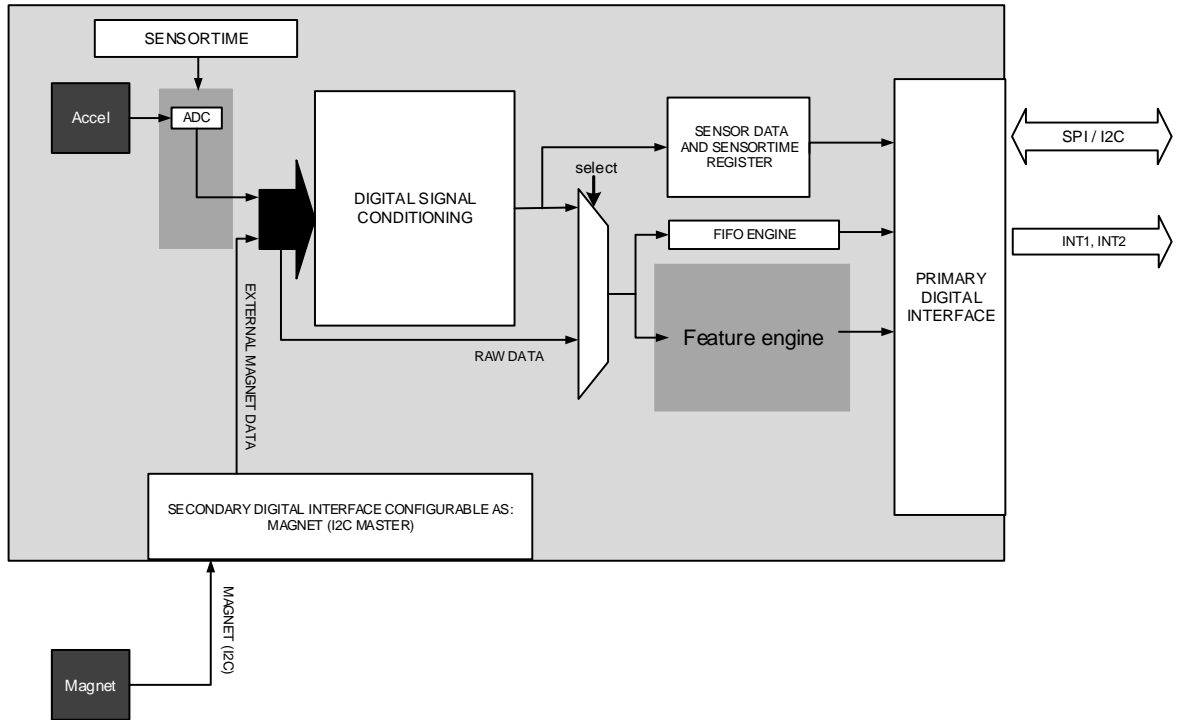 SENSORTIME
Accel
ADC
DIGITAL SIGNAL
CONDITIONING
SENSOR DATA
AND SENSORTIME
REGISTER
select
FIFO ENGINE
Feature engine
PRIMARY
DIGITAL
INTERFACE
SPI / I2C
INT1, INT2
RAW DATA
EXTERNAL MAGNET DATA
SECONDARY DIGITAL INTERFACE CONFIGURABLE AS:
MAGNET (I2C MASTER)
MAGNET (I2C)
Magnet